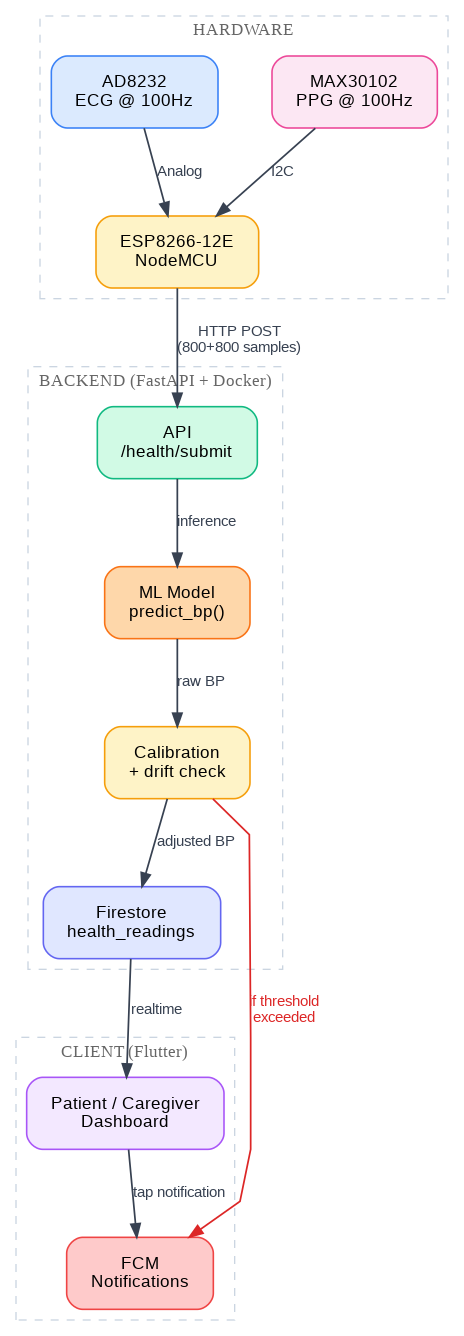 HARDWARE
AD8232
ECG @ 100Hz
MAX30102
PPG @ 100Hz
Analog
I2C
ESP8266-12E
NodeMCU
HTTP POST
(800+800 samples)
BACKEND (FastAPI + Docker)
API
/health/submit
inference
ML Model
predict_bp()
raw BP
Calibration
+ drift check
adjusted BP
Firestore
health_readings
realtime
if threshold
exceeded
CLIENT (Flutter)
Patient / Caregiver
Dashboard
tap notification
FCM
Notifications